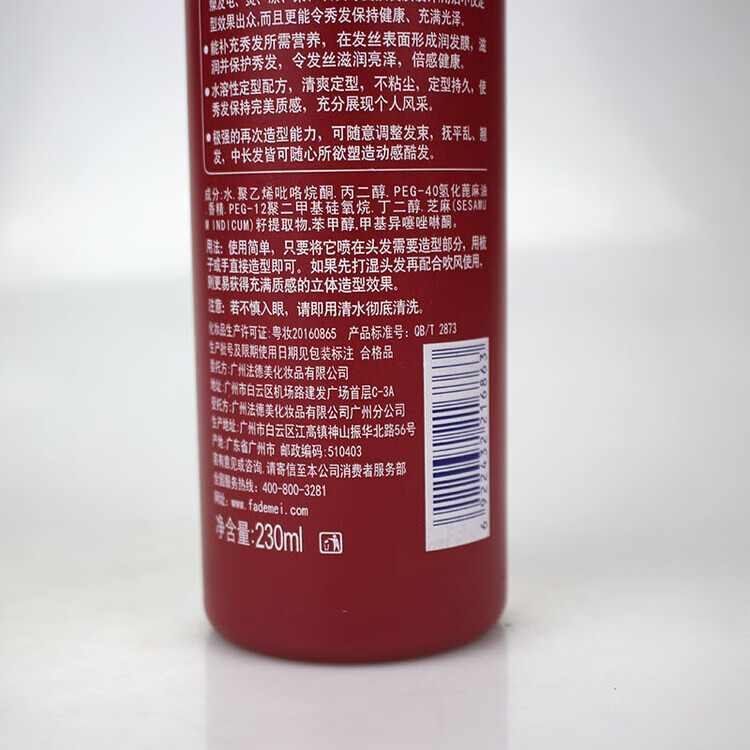 型效果出众,而且更能令秀发保持健康、充满光泽。
●能补充秀发所需营养，在发丝表面形成润发膜，滋
润并保护秀发，令发丝滋润亮泽，倍感健康。
●水溶性定型配方，清爽定型，不粘尘，定型持久，使
秀发保持完美质感，充分展现个人风采。
●极强的再次造型能力，可随意调整发束，抚平乱、翘
发，中长发皆可随心所欲塑造动感酷发。
成分:水.聚乙烯吡咯烷酮.丙二醇.PEG-40氢化蓖麻油
.香精.PEG-12聚二甲基硅氧烷.丁二醇.芝麻(SESAMU
M INDICUM)籽提取物.苯甲醇.甲基异噻唑啉酮。
用法: 使用简单，只要将它喷在头发需要造型部分，用梳
子或手直接造型即可。如果先打湿头发再配合吹风使用，
则更易获得充满质感的立体造型效果。
注意: 若不慎入眼，请即用清水彻底清洗。
化妆品生产许可证:粤妆20160865 产品标准号: QB/T 2873
生产批号及限期使用日期见包装标注 合格品
委托方:广州法德美化妆品有限公司
地址:广州市白云区机场路建发广场首层C-3A
受托方:广州法德美化妆品有限公司广州分公司
生产地址:广州市白云区江高镇神山振华北路56号
产地:广东省广州市 邮政编码:510403
若有意见或咨询.请寄信至本公司消费者服务部
全国服务热线: 400-800-3281
网址: www.fademei.com
净含量:230ml
6922432216863